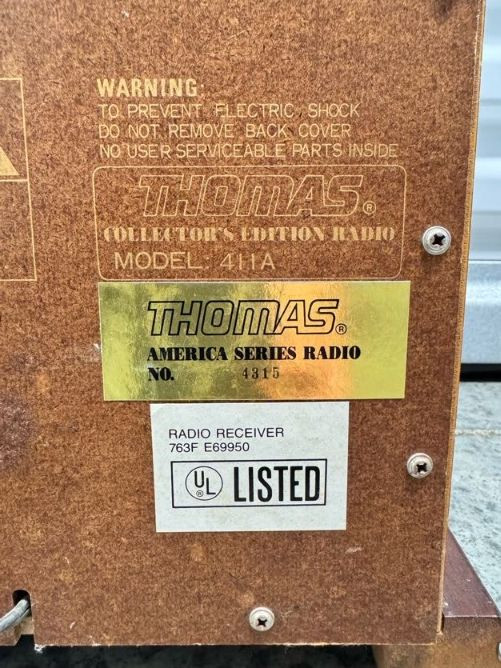 WARNING:
TO PREVENT ELECTRIC SHOCK
DO NOT REMOVE BACK COVER
NO USER SERVICEABLE PARTS INSIDE
THOMAS®
COLLECTOR'S EDITION RADIO
MODEL: 411A
THOMAS®
AMERICA SERIES RADIO
NO. 4315
RADIO RECEIVER
763F E69950
UL® LISTED